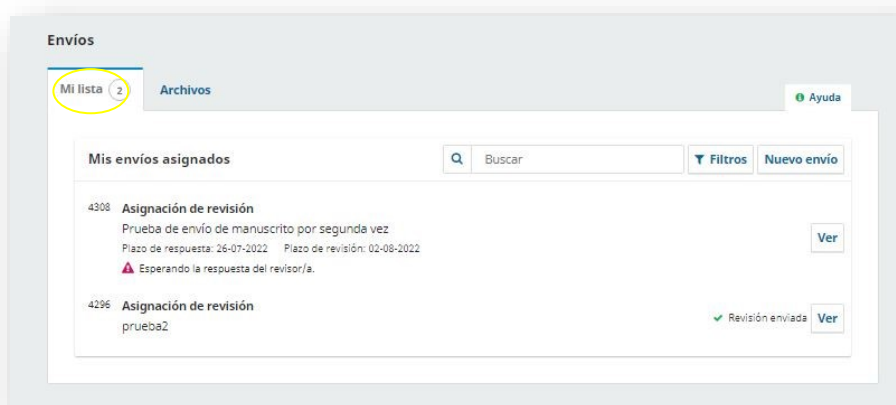 Envíos
Mi lista 2 Archivos
Ayuda
Mis envíos asignados Buscar Filtros Nuevo envío
4308 Asignación de revisión
Prueba de envío de manuscrito por segunda vez
Ver
Plazo de respuesta: 26-07-2022 Plazo de revisión: 02-08-2022
Esperando la respuesta del revisor/a.
4296 Asignación de revisión
prueba2
Revisión enviada Ver